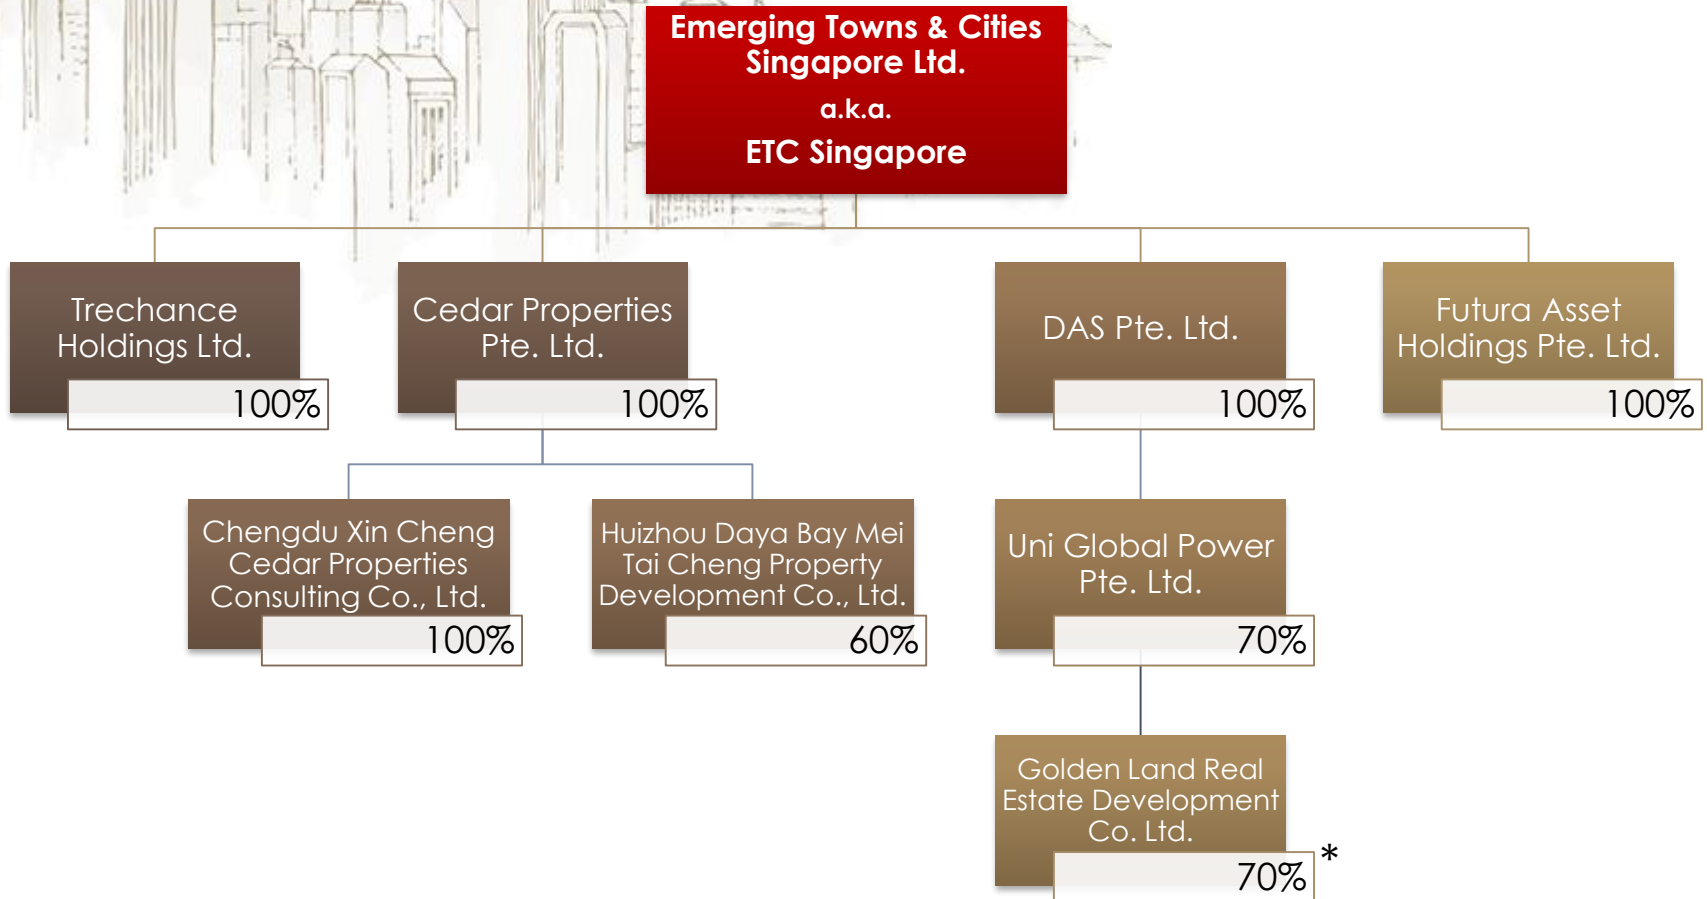 Emerging Towns & Cities
Singapore Ltd.
a.k.a.
ETC Singapore
Trechance
Holdings Ltd.
100%
Cedar Properties
Pte. Ltd.
100%
DAS Pte. Ltd.
100%
Futura Asset
Holdings Pte. Ltd.
100%
Chengdu Xin Cheng
Cedar Properties
Consulting Co., Ltd.
100%
Huizhou Daya Bay Mei
Tai Cheng Property
Development Co., Ltd.
60%
Uni Global Power
Pte. Ltd.
70%
Golden Land Real
Estate Development
Co. Ltd.
70% *